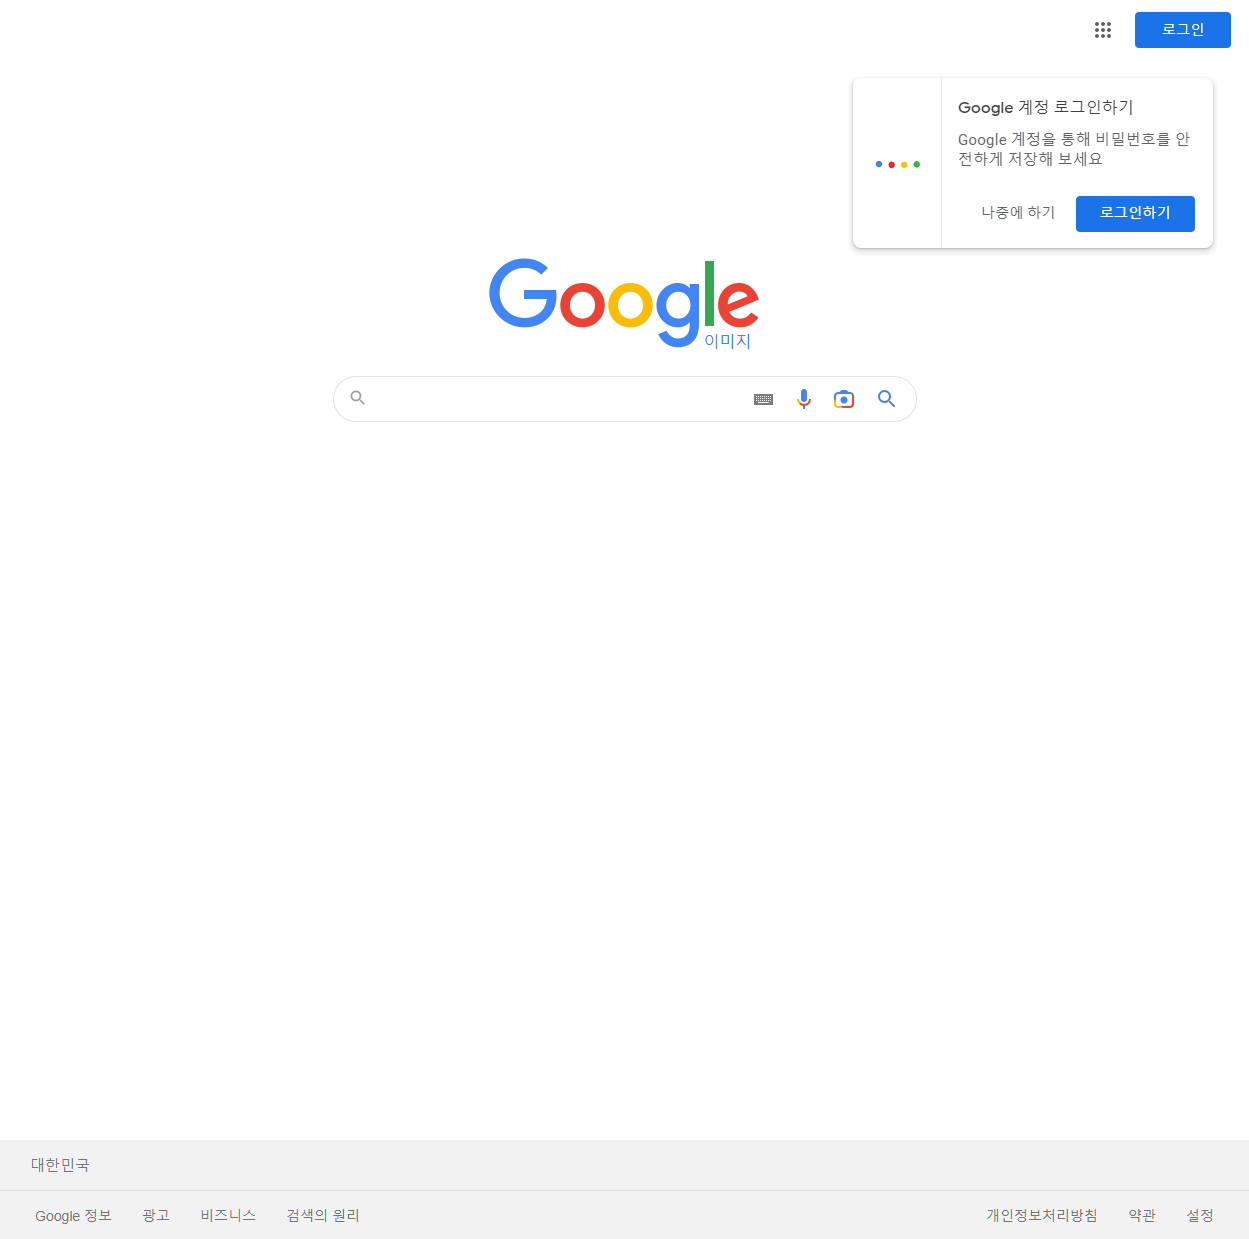 로그인
Google 계정 로그인하기
Google 계정을 통해 비밀번호를 안
전하게 저장해 보세요
나중에 하기 로그인하기
Google
이미지
대한민국
Google 정보 광고 비즈니스 검색의 원리 개인정보처리방침 약관 설정